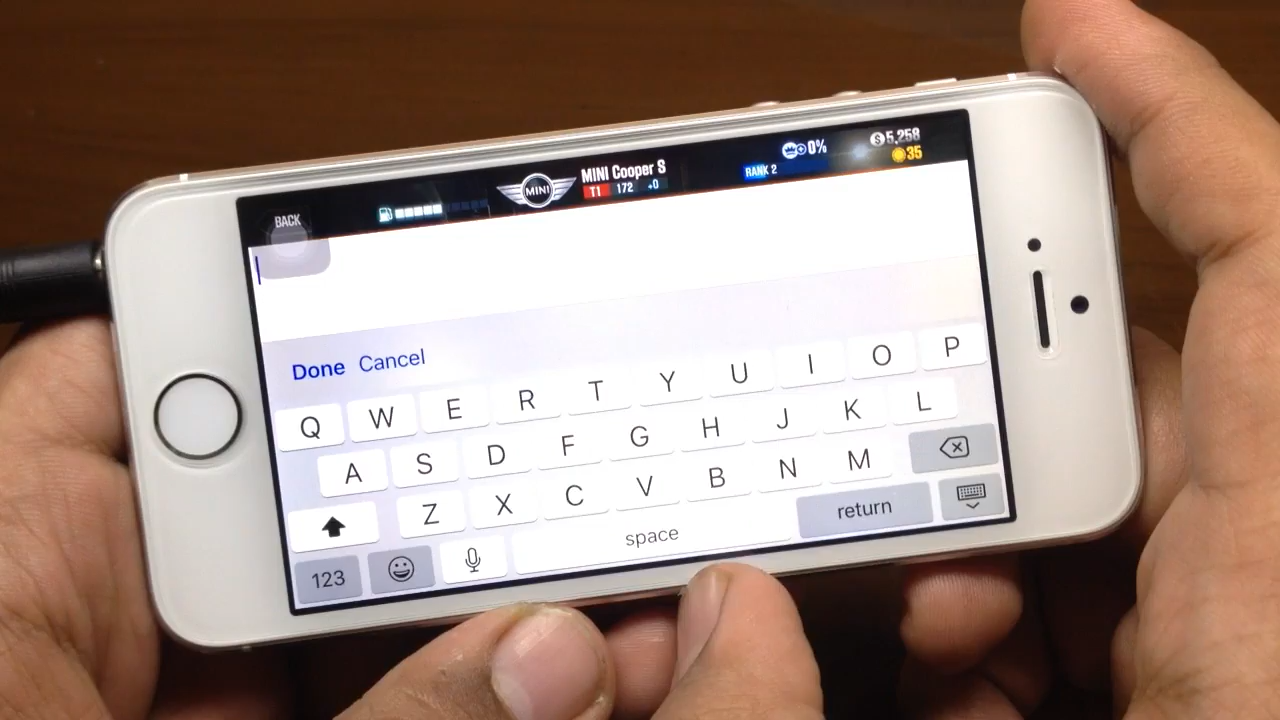 BACK
MINI
MINI Cooper S
T1 172 +0
RANK 2
0%
5,258
35
Done Cancel
Q W E R T Y U I O P
A S D F G H J K L
Z X C V B N M
123 space return